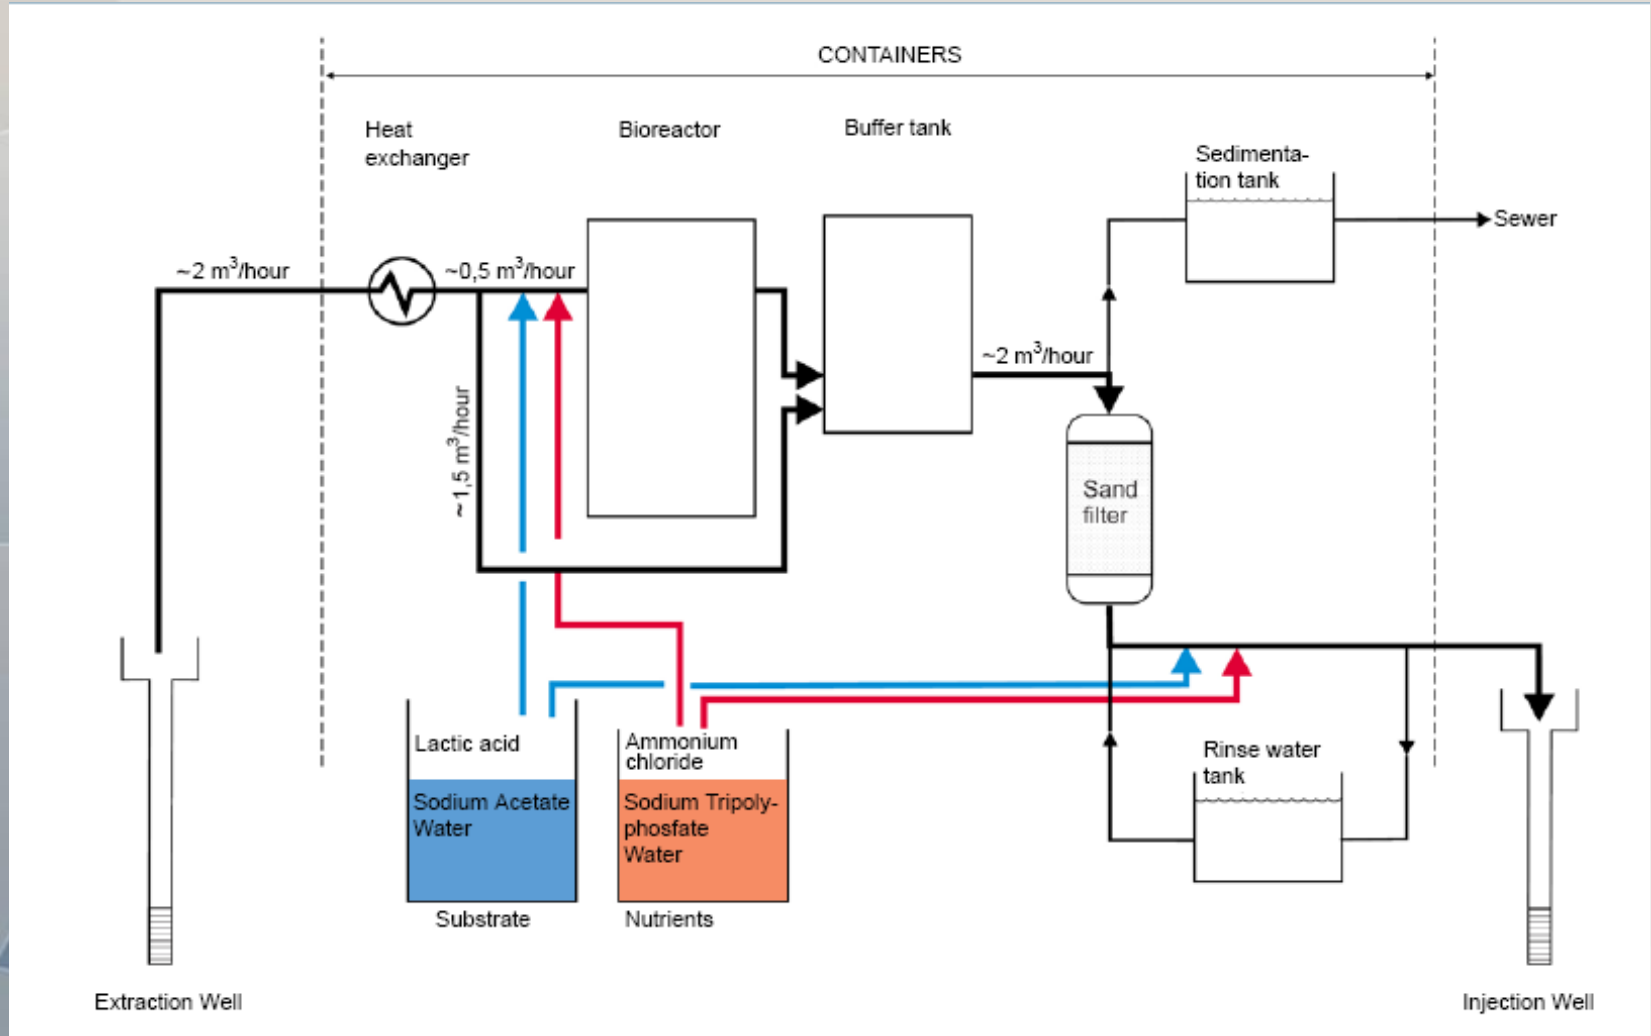 CONTAINERS
Heat
exchanger
Bioreactor
Buffer tank
Sedimenta-
tion tank
Sewer
~2 m³/hour
~0,5 m³/hour
~1,5 m³/hour
~2 m³/hour
Sand
filter
Lactic acid
Sodium Acetate
Water
Substrate
Ammonium
chloride
Sodium Tripoly-
phosfate
Water
Nutrients
Rinse water
tank
Extraction Well
Injection Well